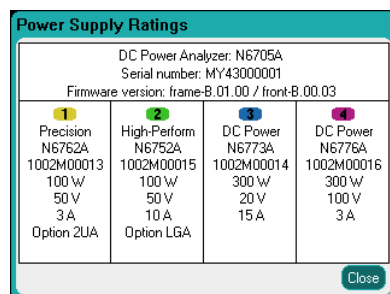 Power Supply Ratings
DC Power Analyzer: N6705A
Serial number: MY43000001
Firmware version: frame-B.01.00 / front-B.00.03
1 2 3 4
Precision High-Perform DC Power DC Power
N6762A N6752A N6773A N6776A
1002M00013 1002M00015 1002M00014 1002M00016
100 W 100 W 300 W 300 W
50 V 50 V 20 V 100 V
3 A 10 A 15 A 3 A
Option 2UA Option LGA
Close